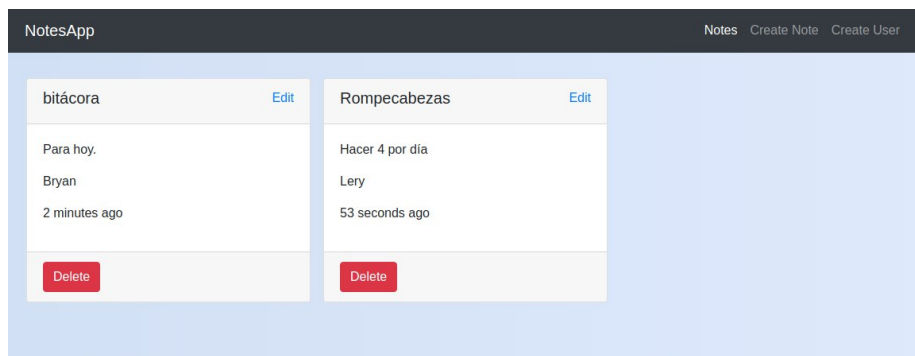 NotesApp Notes Create Note Create User
bitácora Edit
Para hoy.
Bryan
2 minutes ago
Delete
Rompecabezas Edit
Hacer 4 por día
Lery
53 seconds ago
Delete